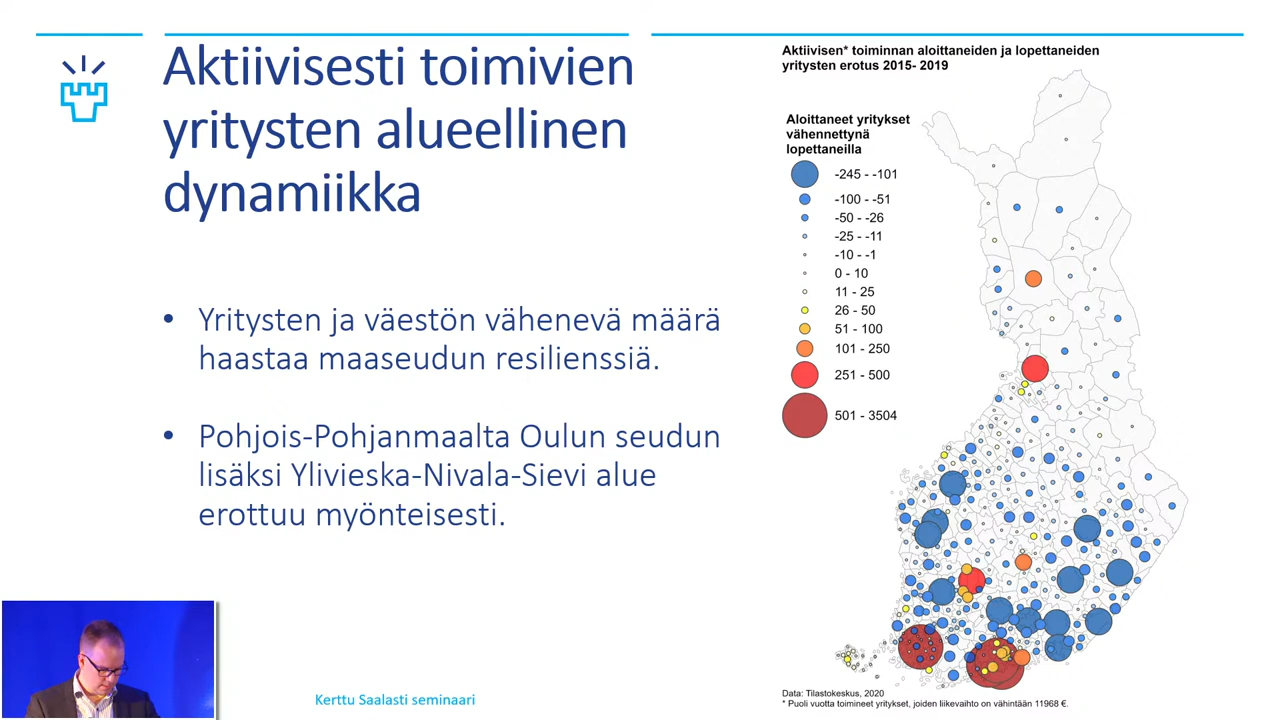 Aktiivisesti toimivien
yritysten alueellinen
dynamiikka
• Yritysten ja väestön vähenevä määrä
haastaa maaseudun resilienssiä.
• Pohjois-Pohjanmaalta Oulun seudun
lisäksi Ylivieska-Nivala-Sievi alue
erottuu myönteisesti.
Kerttu Saalasti seminaari
Aktiivisen* toiminnan aloittaneiden ja lopettaneiden
yritysten erotus 2015- 2019
Aloittaneet yritykset
vähennettynä
lopettaneilla
-245 - -101
-100 - -51
-50 - -26
-25 - -11
-10 - -1
0 - 10
11 - 25
26 - 50
51 - 100
101 - 250
251 - 500
501 - 3504
Data: Tilastokeskus, 2020
* Puoli vuotta toimineet yritykset, joiden liikevaihto on vähintään 11968 €.